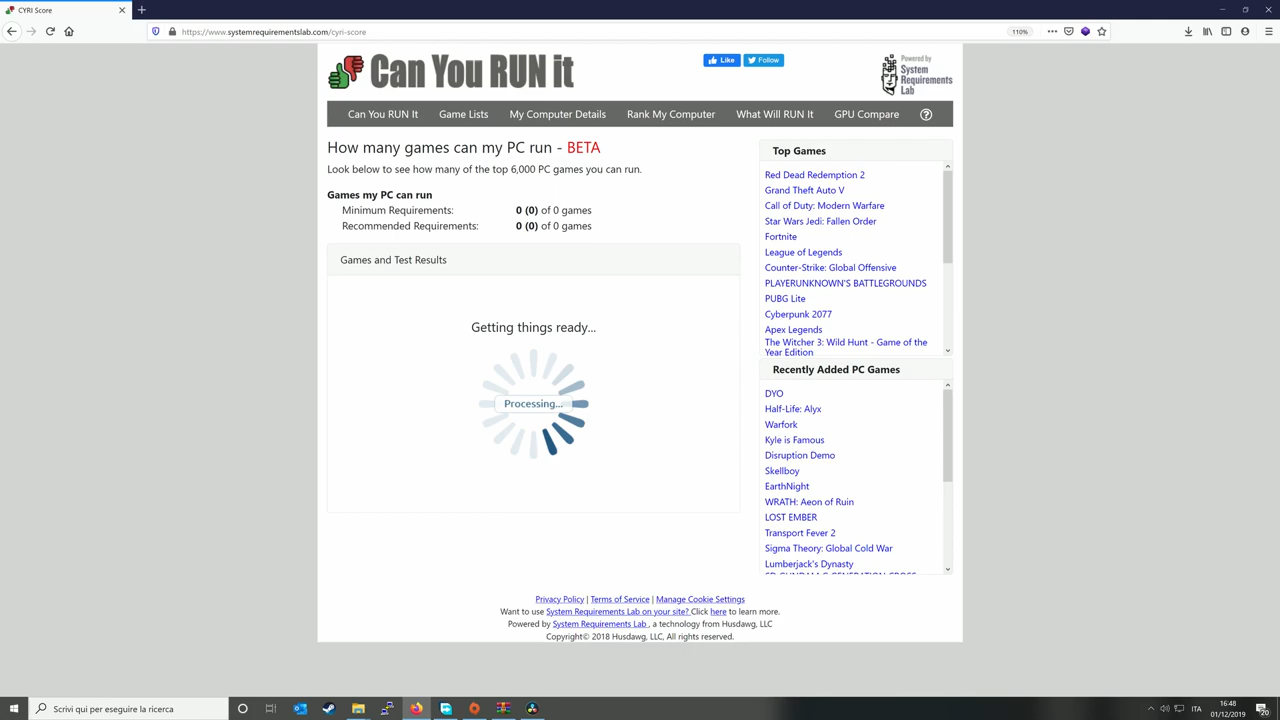 CYRI Score
https://www.systemrequirementslab.com/cyri-score
110%
Can You RUN it
Like
Follow
Powered by
System
Requirements
Lab
Can You RUN It
Game Lists
My Computer Details
Rank My Computer
What Will RUN It
GPU Compare
How many games can my PC run - BETA
Look below to see how many of the top 6,000 PC games you can run.
Games my PC can run
Minimum Requirements: 0 (0) of 0 games
Recommended Requirements: 0 (0) of 0 games
Games and Test Results
Getting things ready...
Processing...
Top Games
Red Dead Redemption 2
Grand Theft Auto V
Call of Duty: Modern Warfare
Star Wars Jedi: Fallen Order
Fortnite
League of Legends
Counter-Strike: Global Offensive
PLAYERUNKNOWN'S BATTLEGROUNDS
PUBG Lite
Cyberpunk 2077
Apex Legends
The Witcher 3: Wild Hunt - Game of the
Year Edition
Recently Added PC Games
DYO
Half-Life: Alyx
Warfork
Kyle is Famous
Disruption Demo
Skellboy
EarthNight
WRATH: Aeon of Ruin
LOST EMBER
Transport Fever 2
Sigma Theory: Global Cold War
Lumberjack's Dynasty
Privacy Policy | Terms of Service | Manage Cookie Settings
Want to use System Requirements Lab on your site? Click here to learn more.
Powered by System Requirements Lab , a technology from Husdawg, LLC
Copyright© 2018 Husdawg, LLC, All rights reserved.
Scrivi qui per eseguire la ricerca
ITA
16:48
01/12/2019
20